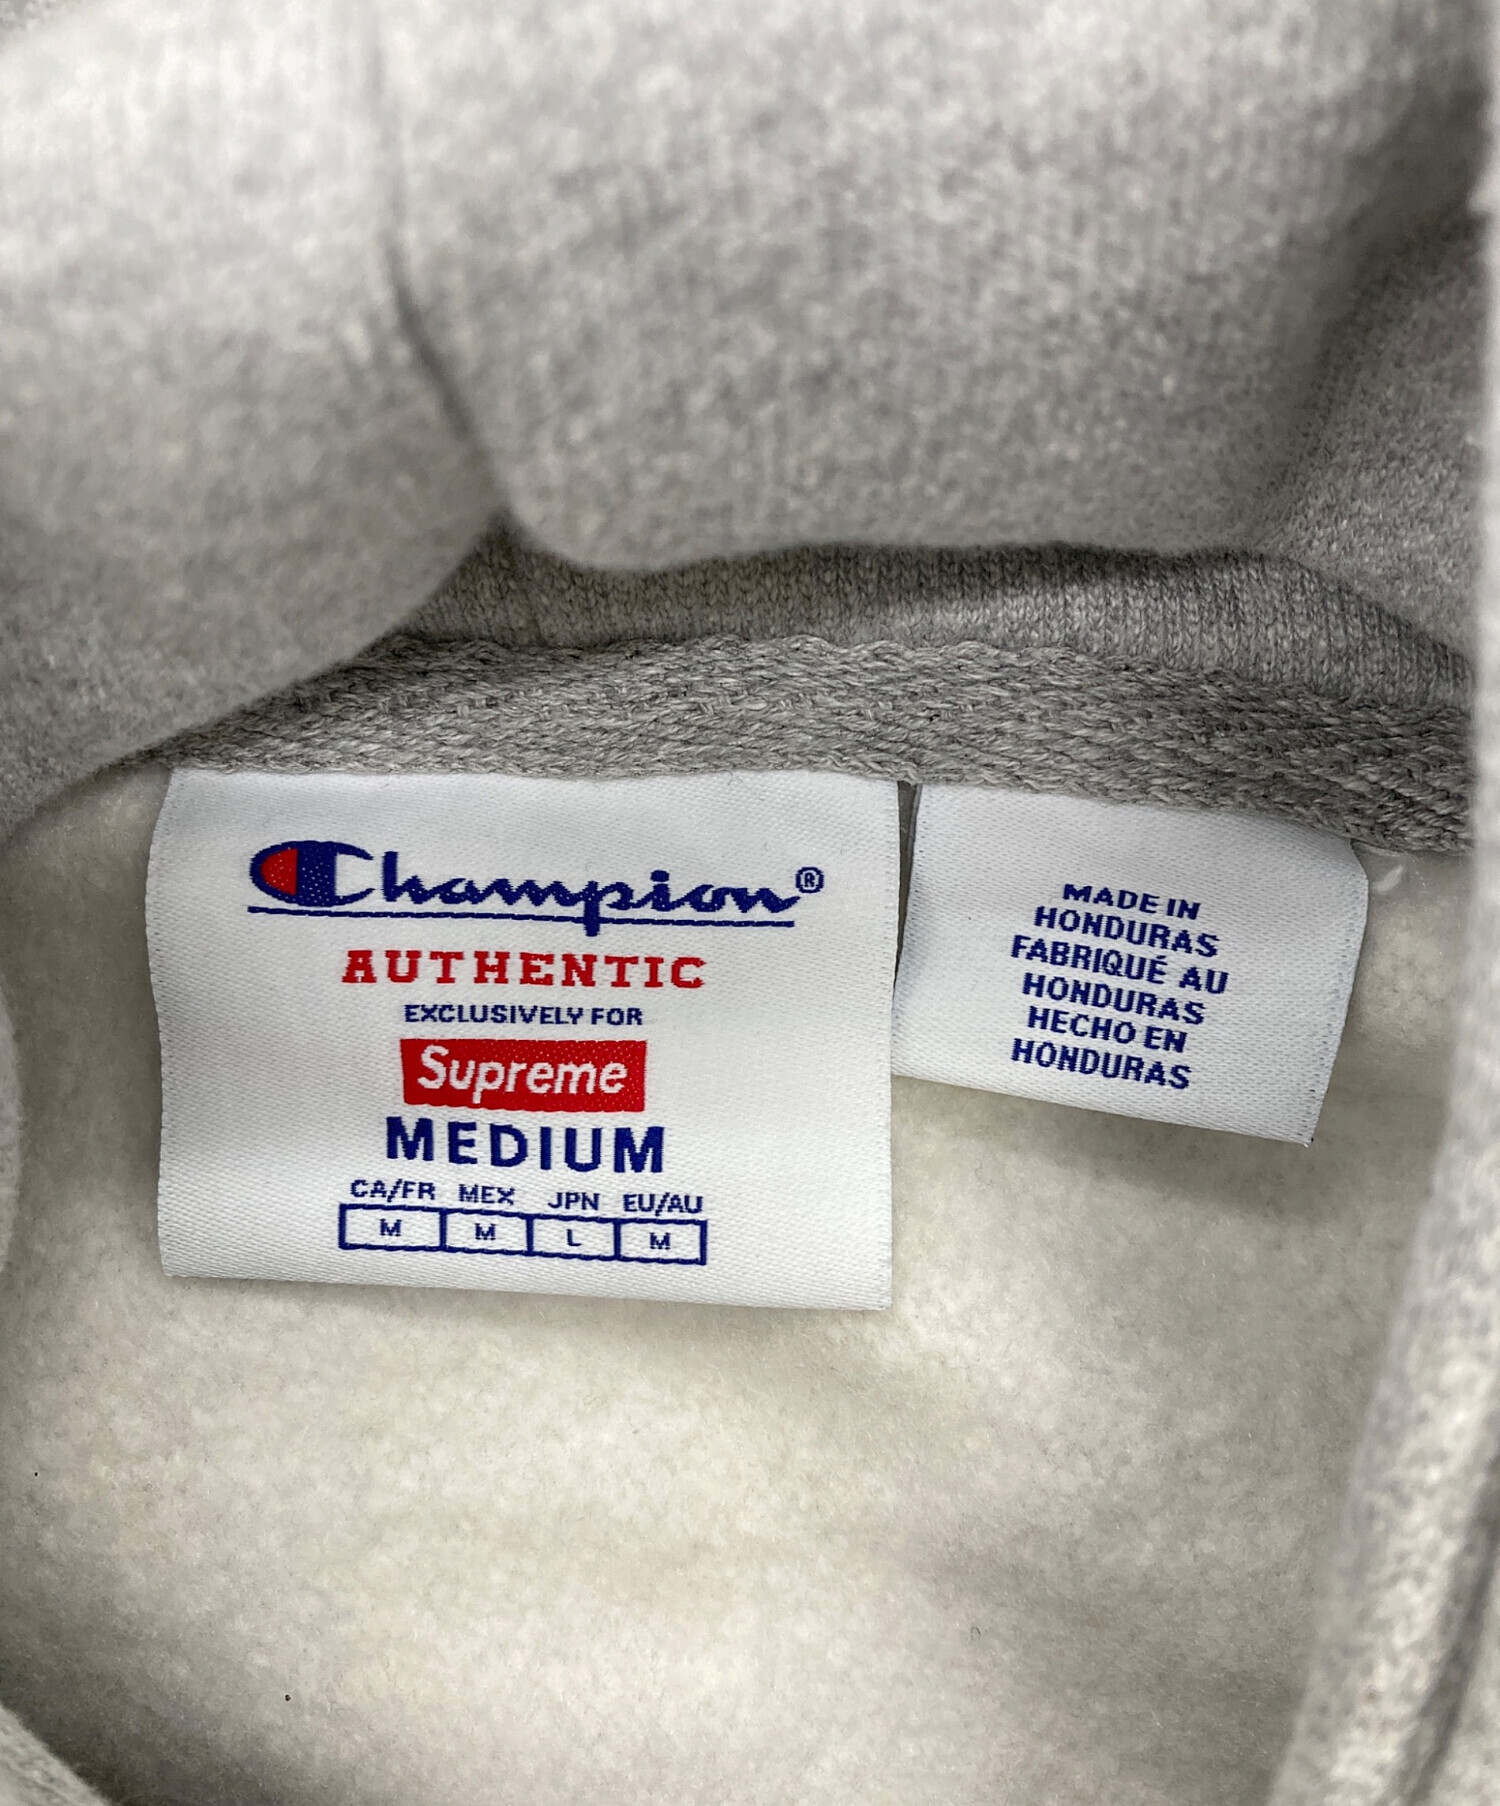 Champion®
AUTHENTIC
EXCLUSIVELY FOR
Supreme
MEDIUM
CA/FR MEX JPN EU/AU
M M L M
MADE IN
HONDURAS
FABRIQUÉ AU
HONDURAS
HECHO EN
HONDURAS